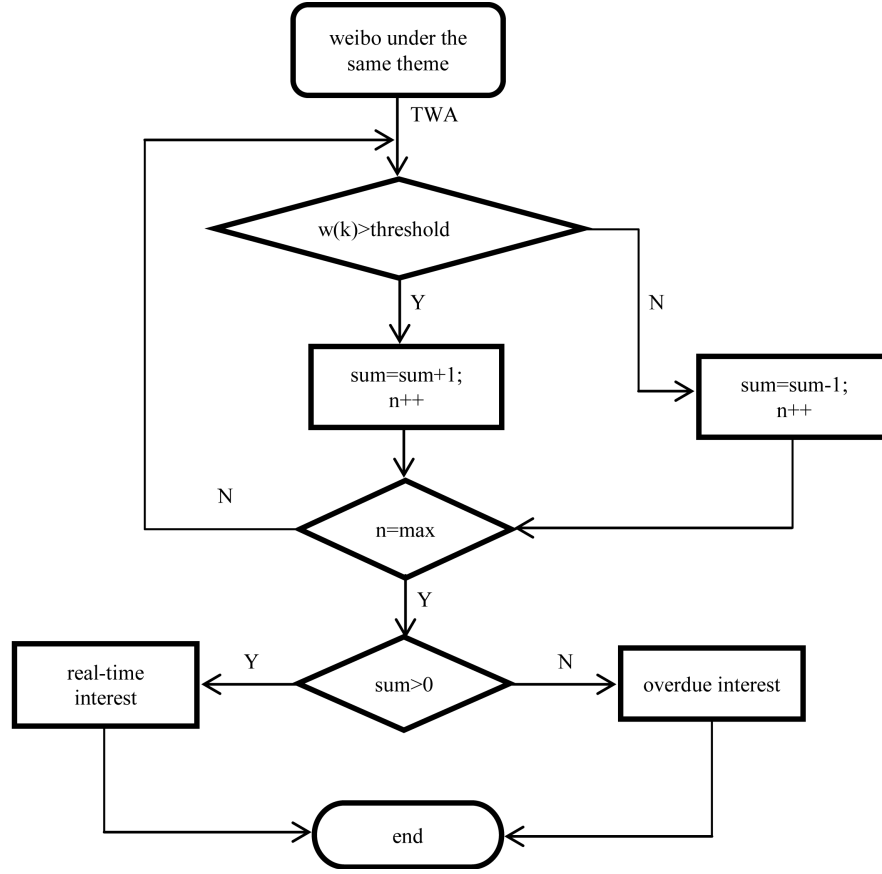 weibo under the
same theme
TWA
w(k)>threshold
Y
N
sum=sum+1;
n++
sum=sum-1;
n++
N
n=max
Y
real-time
interest
Y
sum>0
N
overdue interest
end